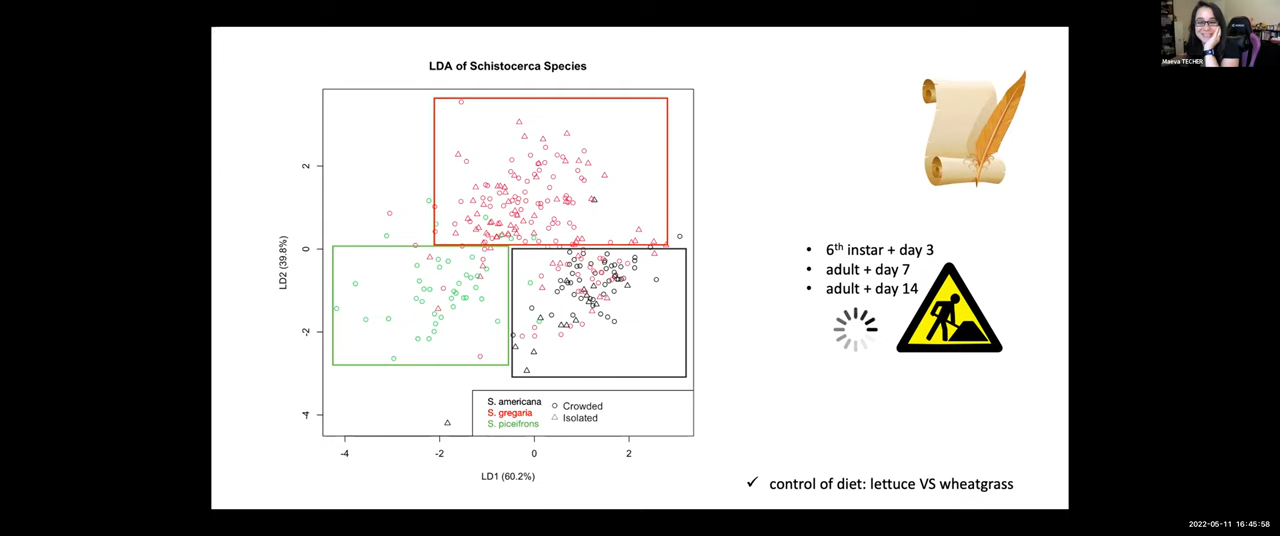 Maeva TECHER
LDA of Schistocerca Species
LD2 (39.8%)
2
0
-2
-4
S. americana
S. gregaria
S. piceifrons
Crowded
Isolated
-4
-2
0
2
LD1 (60.2%)
• 6th instar + day 3
• adult + day 7
• adult + day 14
✓ control of diet: lettuce VS wheatgrass
2022-05-11 16:45:58